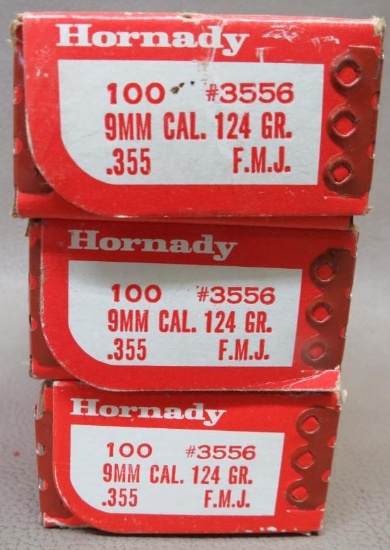 Hornady
100 #3556
9MM CAL. 124 GR.
.355 F.M.J.
Hornady
100 #3556
9MM CAL. 124 GR.
.355 F.M.J.
Hornady
100 #3556
9MM CAL. 124 GR.
.355 F.M.J.